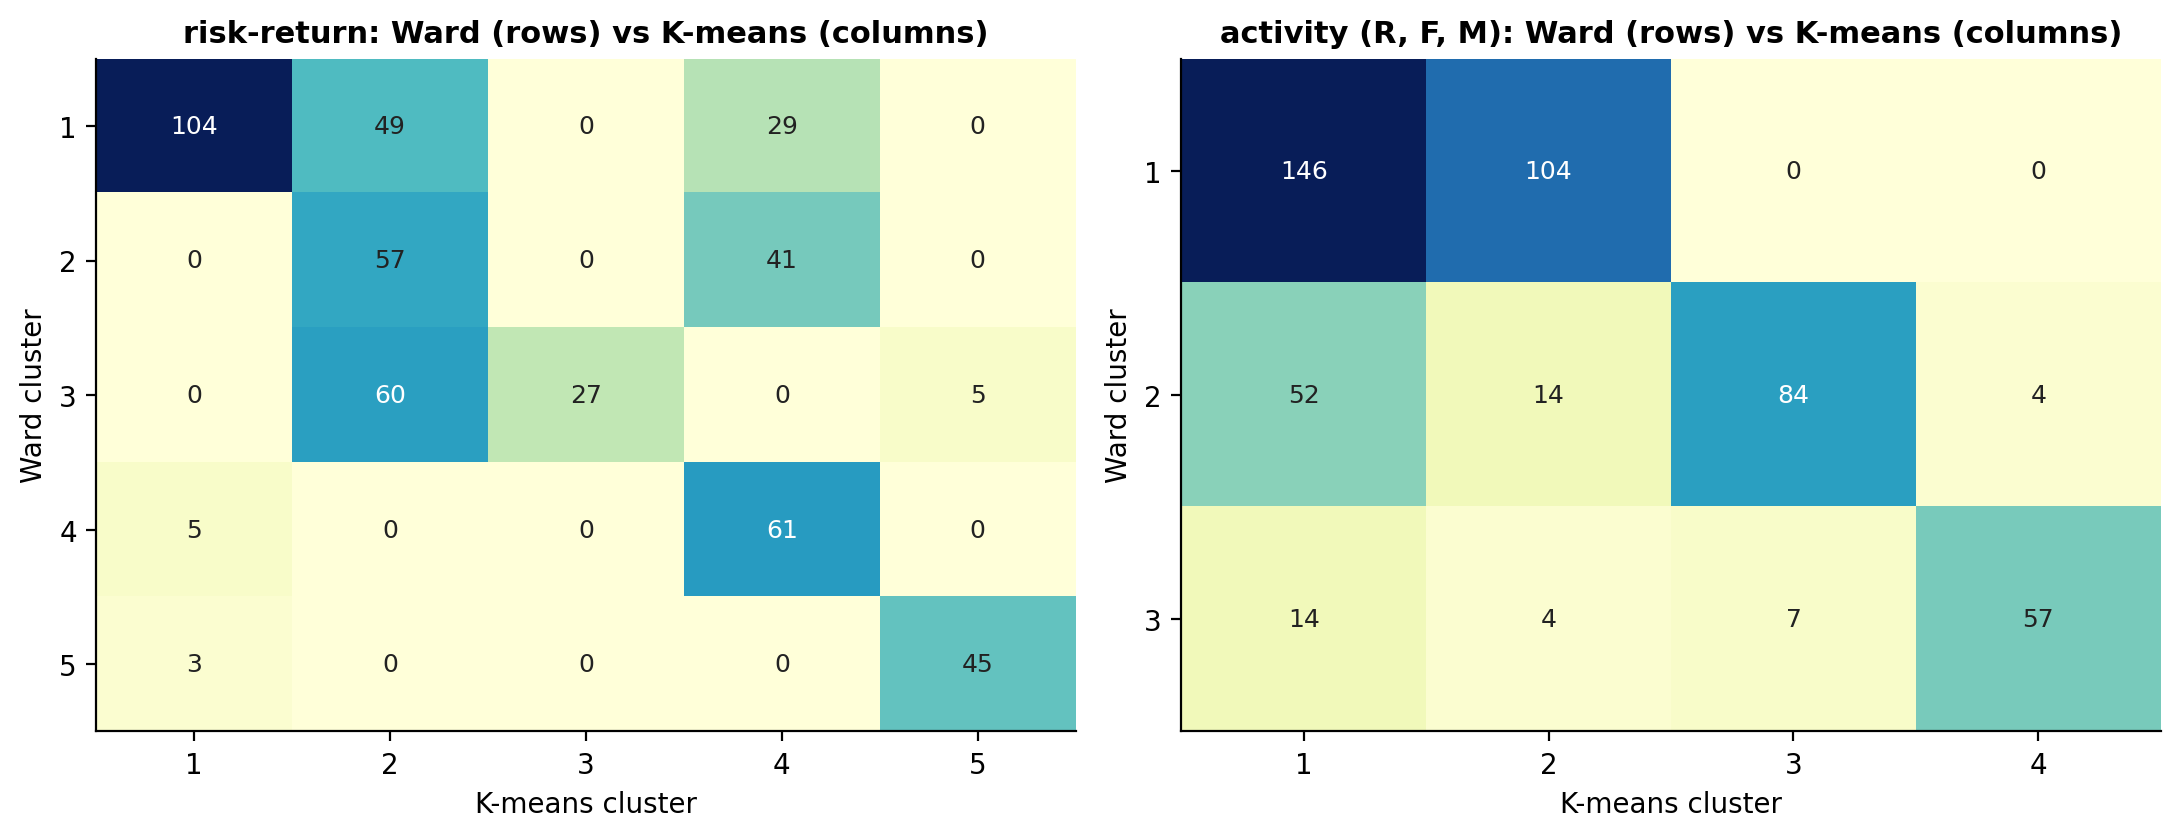 risk-return: Ward (rows) vs K-means (columns)
Ward cluster
1 104 49 0 29 0
2 0 57 0 41 0
3 0 60 27 0 5
4 5 0 0 61 0
5 3 0 0 0 45
1 2 3 4 5
K-means cluster
activity (R, F, M): Ward (rows) vs K-means (columns)
Ward cluster
1 146 104 0 0
2 52 14 84 4
3 14 4 7 57
1 2 3 4
K-means cluster